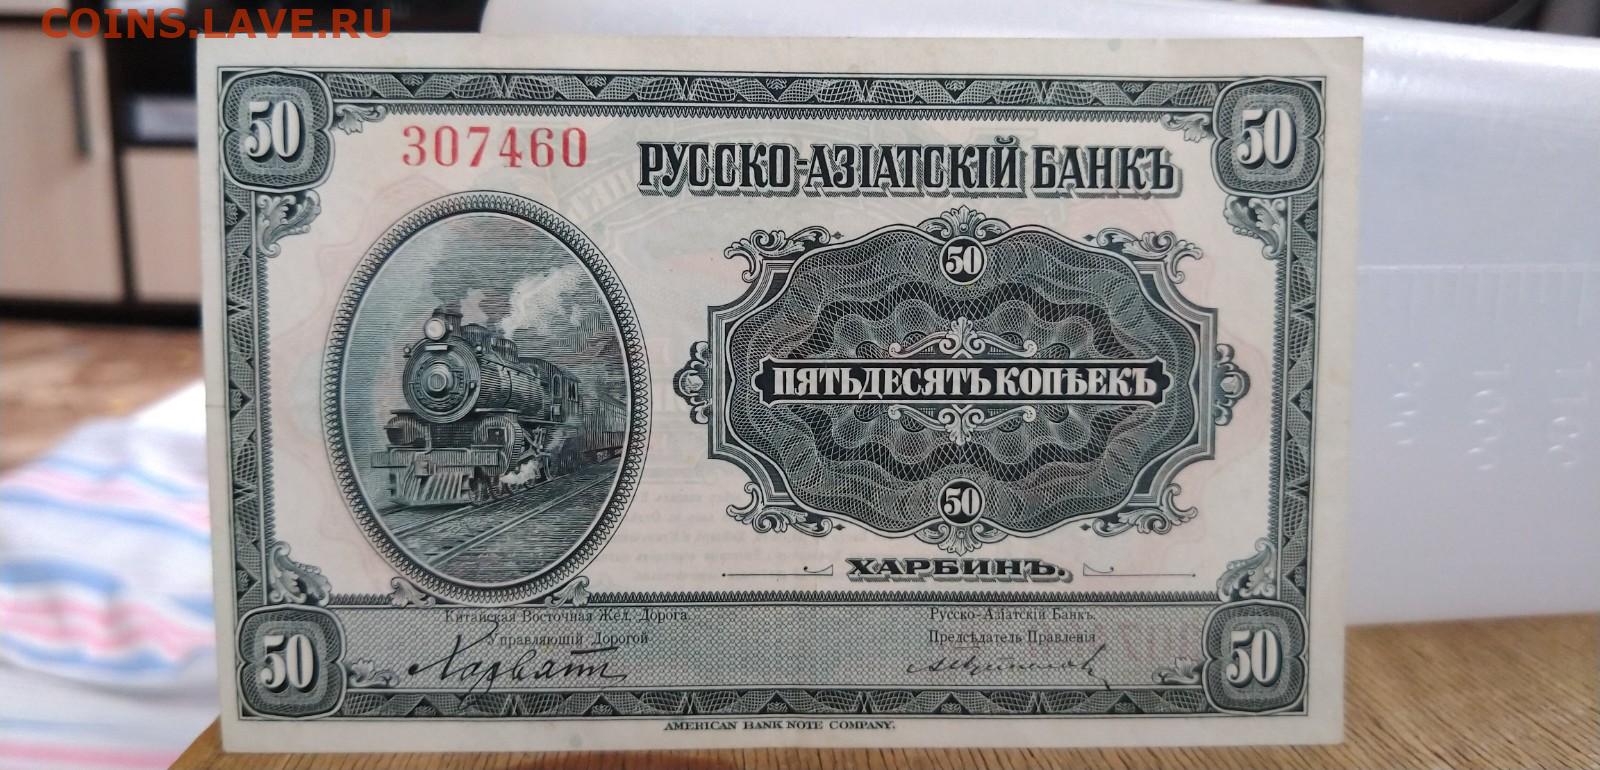 COINS.LAVE.RU
50
50
307460
РУССКО-АЗІАТСКІЙ БАНКЪ
50
ПЯТЬДЕСЯТЪ КОПѢЕКЪ
50
ХАРБИНЪ.
Китайская Восточная Жел. Дорога.
Русско-Азіатскій Банкъ.
Управляющій Дорогой
Предсѣдатель Правленія
Хорватъ
50
50
AMERICAN BANK NOTE COMPANY.